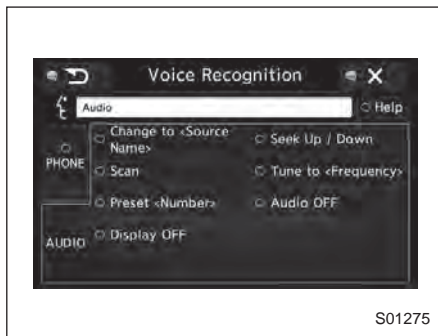 Voice Recognition
Audio
Help
PHONE
Change to <Source
Name>
Seek Up / Down
Scan
Tune to <Frequency>
Preset <Number>
Audio OFF
AUDIO
Display OFF
S01275